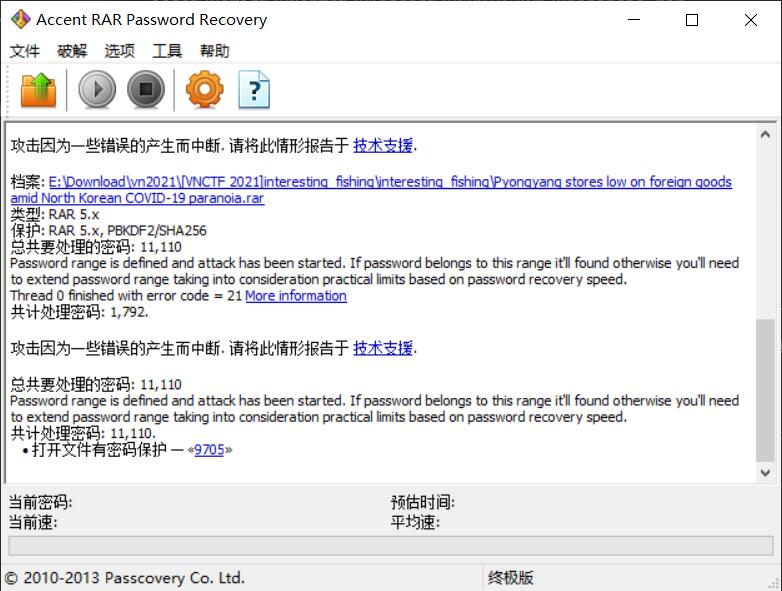 Accent RAR Password Recovery
文件 破解 选项 工具 帮助
攻击因为一些错误的产生而中断. 请将此情形报告于 技术支援.
档案: E:\Download\vn2021\[VNCTF 2021]interesting_fishing\interesting_fishing\Pyongyang stores low on foreign goods
amid North Korean COVID-19 paranoia.rar
类型: RAR 5.x
保护: RAR 5.x, PBKDF2/SHA256
总共要处理的密码: 11,110
Password range is defined and attack has been started. If password belongs to this range it'll found otherwise you'll need
to extend password range taking into consideration practical limits based on password recovery speed.
Thread 0 finished with error code = 21 More information
共计处理密码: 1,792.
攻击因为一些错误的产生而中断. 请将此情形报告于 技术支援.
总共要处理的密码: 11,110
Password range is defined and attack has been started. If password belongs to this range it'll found otherwise you'll need
to extend password range taking into consideration practical limits based on password recovery speed.
共计处理密码: 11,110.
• 打开文件有密码保护 — «9705»
当前密码: 预估时间:
当前速: 平均速:
© 2010-2013 Passcovery Co. Ltd. 终极版